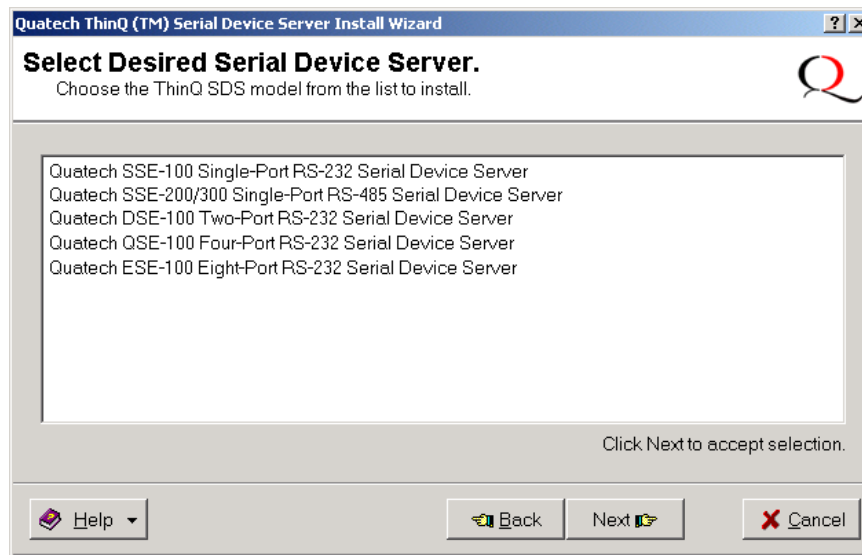 Quatech ThinQ (TM) Serial Device Server Install Wizard
Select Desired Serial Device Server.
Choose the ThinQ SDS model from the list to install.
Quatech SSE-100 Single-Port RS-232 Serial Device Server
Quatech SSE-200/300 Single-Port RS-485 Serial Device Server
Quatech DSE-100 Two-Port RS-232 Serial Device Server
Quatech QSE-100 Four-Port RS-232 Serial Device Server
Quatech ESE-100 Eight-Port RS-232 Serial Device Server
Click Next to accept selection.
Help Back Next Cancel